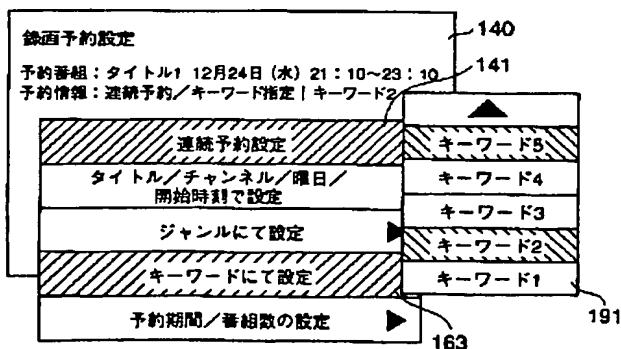 録画予約設定
予約番組：タイトル1 12月24日（水）21：10～23：10
予約情報：連続予約／キーワード指定｜キーワード2
連続予約設定
タイトル／チャンネル／曜日／
開始時刻で設定
ジャンルにて設定
キーワードにて設定
予約期間／番組数の設定
キーワード5
キーワード4
キーワード3
キーワード2
キーワード1
140
141
163
191